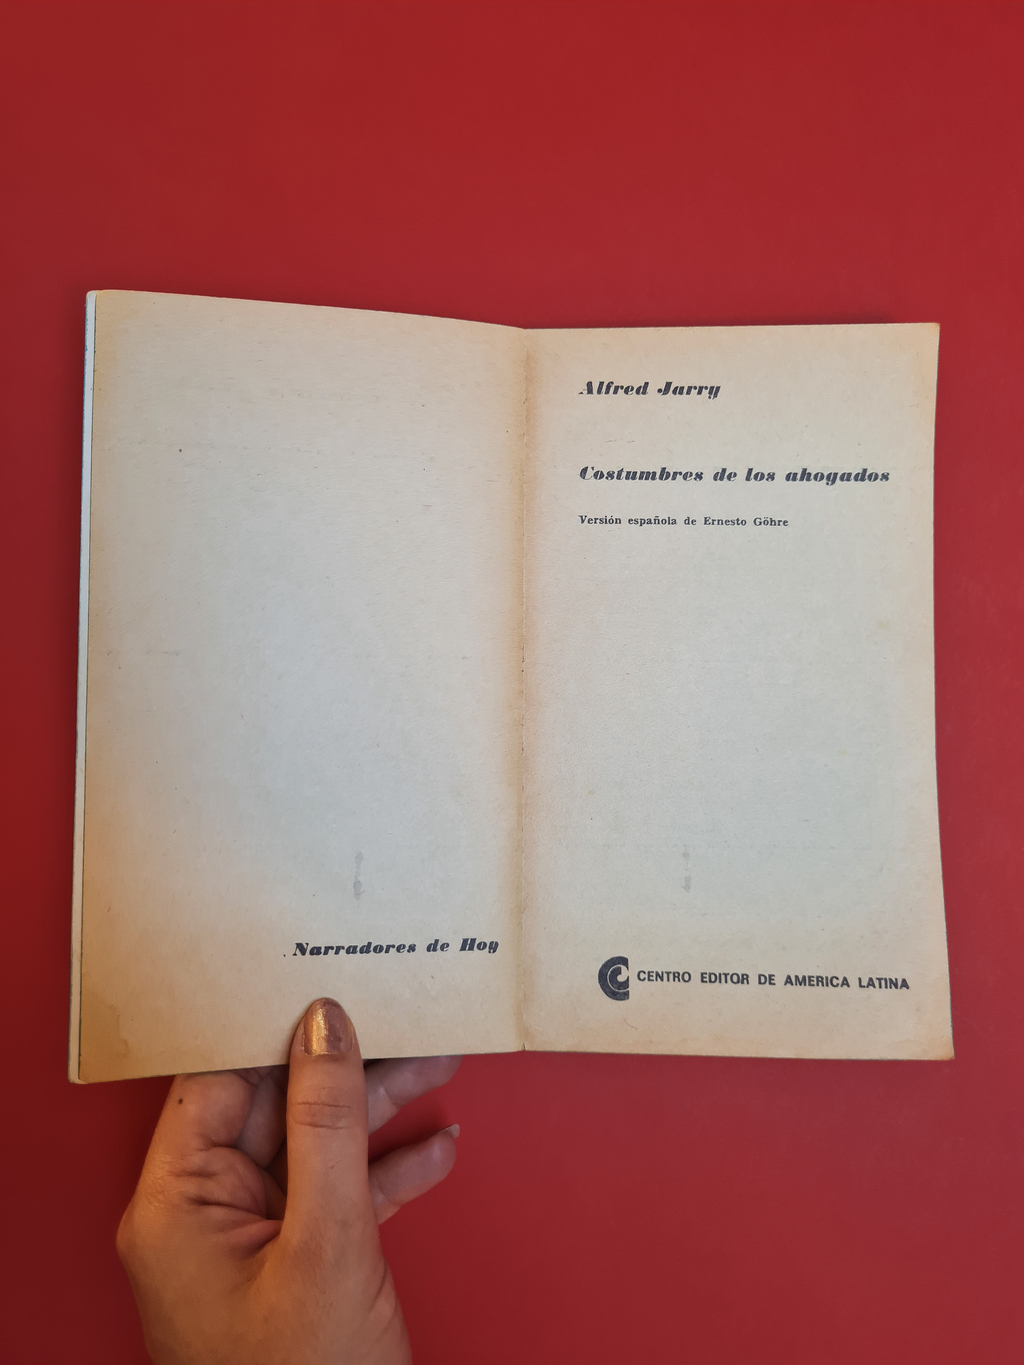 Narradores de Hoy
Alfred Jarry
Costumbres de los ahogados
Versión española de Ernesto Göhre
CENTRO EDITOR DE AMERICA LATINA